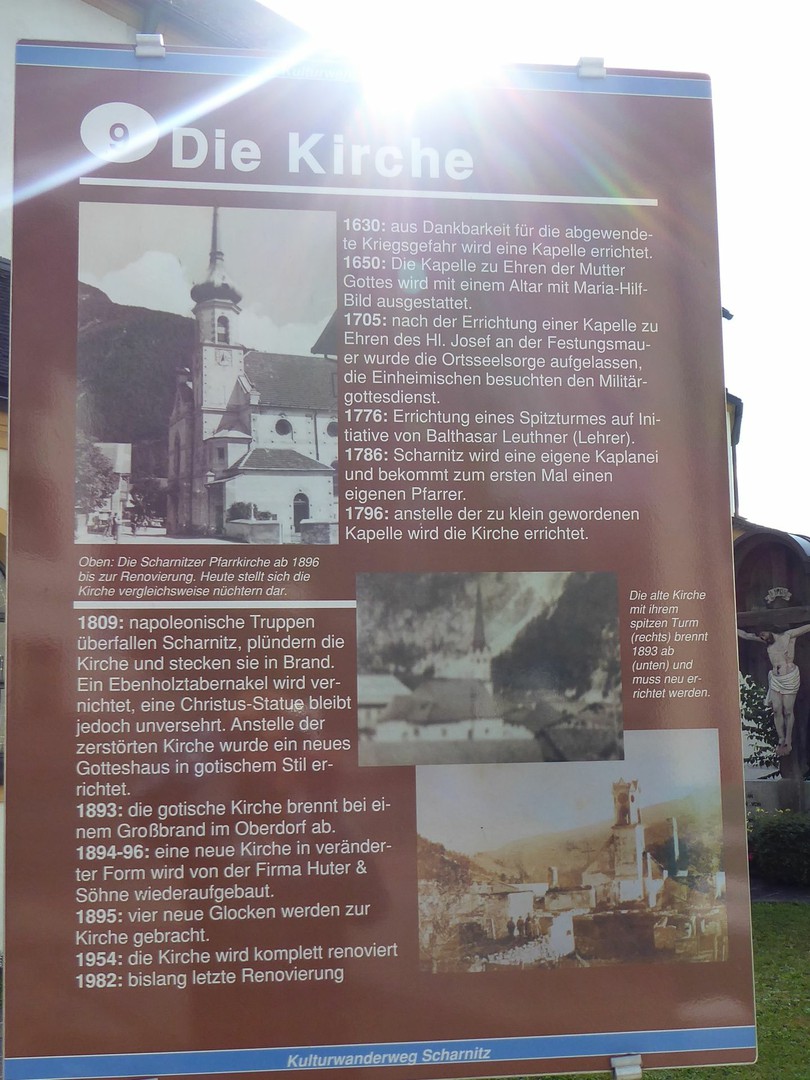 9 Die Kirche
1630: aus Dankbarkeit für die abgewende-
te Kriegsgefahr wird eine Kapelle errichtet.
1650: Die Kapelle zu Ehren der Mutter
Gottes wird mit einem Altar mit Maria-Hilf-
Bild ausgestattet.
1705: nach der Errichtung einer Kapelle zu
Ehren des Hl. Josef an der Festungsmau-
er wurde die Ortsseelsorge aufgelassen,
die Einheimischen besuchten den Militär-
gottesdienst.
1776: Errichtung eines Spitzturmes auf Ini-
tiative von Balthasar Leuthner (Lehrer).
1786: Scharnitz wird eine eigene Kaplanei
und bekommt zum ersten Mal einen
eigenen Pfarrer.
1796: anstelle der zu klein gewordenen
Kapelle wird die Kirche errichtet.
Oben: Die Scharnitzer Pfarrkirche ab 1896
bis zur Renovierung. Heute stellt sich die
Kirche vergleichsweise nüchtern dar.
1809: napoleonische Truppen
überfallen Scharnitz, plündern die
Kirche und stecken sie in Brand.
Ein Ebenholztabernakel wird ver-
nichtet, eine Christus-Statue bleibt
jedoch unversehrt. Anstelle der
zerstörten Kirche wurde ein neues
Gotteshaus in gotischem Stil er-
richtet.
1893: die gotische Kirche brennt bei ei-
nem Großbrand im Oberdorf ab.
1894-96: eine neue Kirche in veränder-
ter Form wird von der Firma Huter &
Söhne wiederaufgebaut.
1895: vier neue Glocken werden zur
Kirche gebracht.
1954: die Kirche wird komplett renoviert
1982: bislang letzte Renovierung
Die alte Kirche
mit ihrem
spitzen Turm
(rechts) brennt
1893 ab
(unten) und
muss neu er-
richtet werden.
Kulturwanderweg Scharnitz